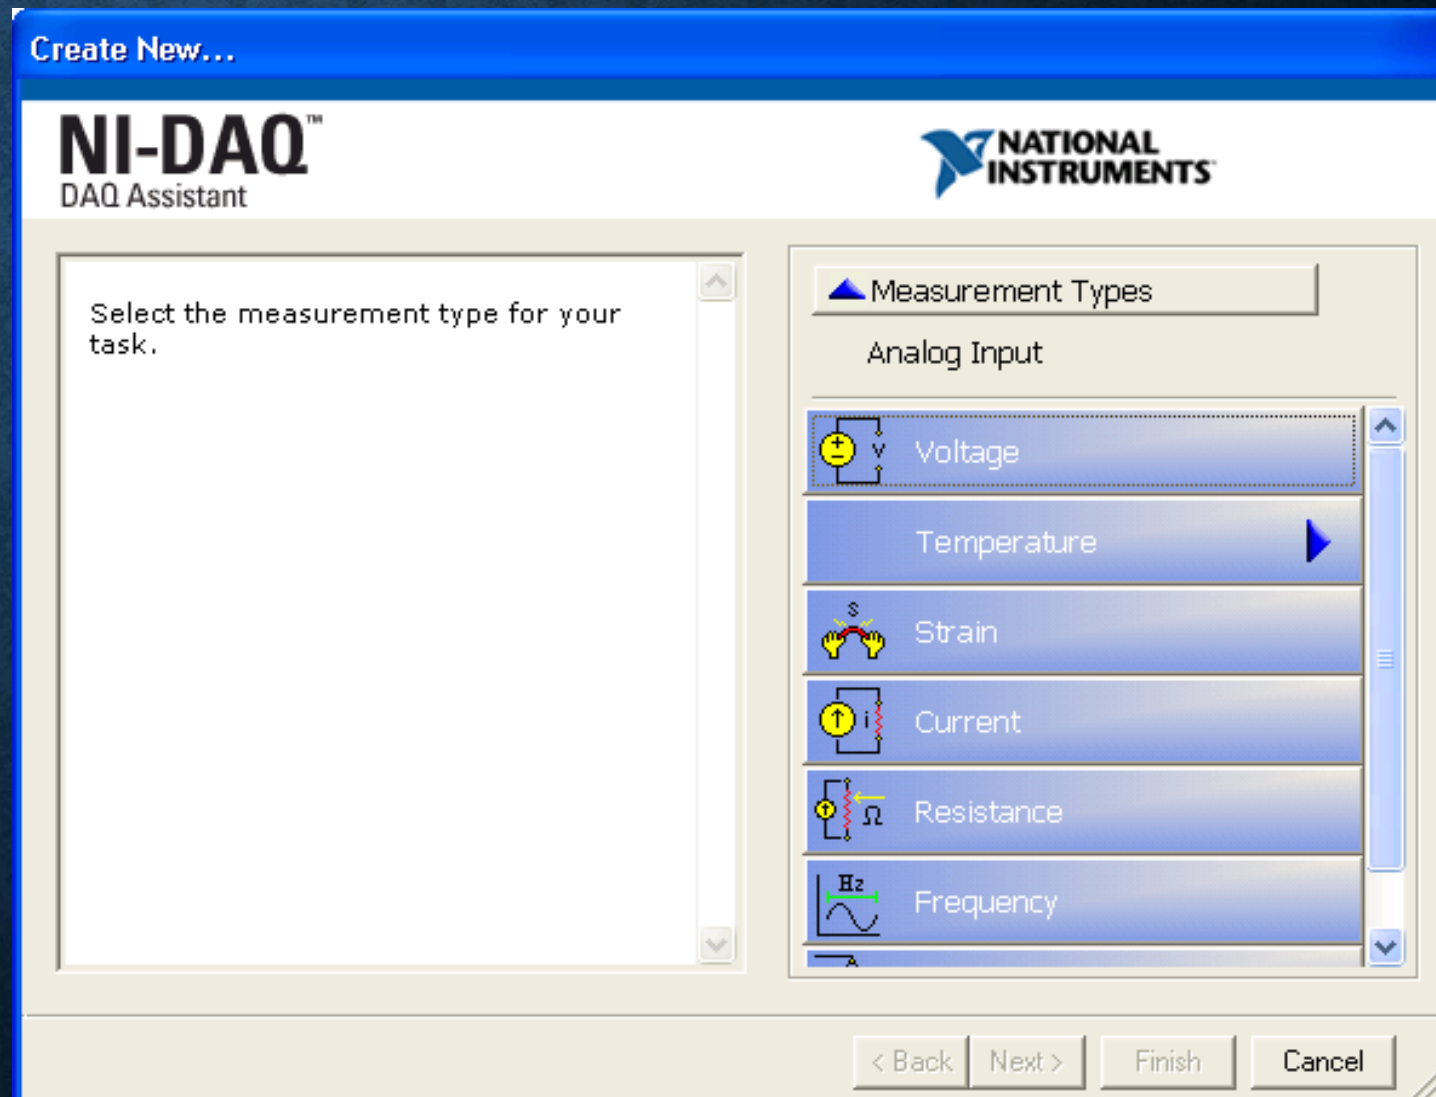 Create New...
NI-DAQ™
DAQ Assistant
NATIONAL
INSTRUMENTS
Select the measurement type for your
task.
Measurement Types
Analog Input
V
Voltage
Temperature
S
Strain
i
Current
Ω
Resistance
Hz
Frequency
< Back
Next >
Finish
Cancel